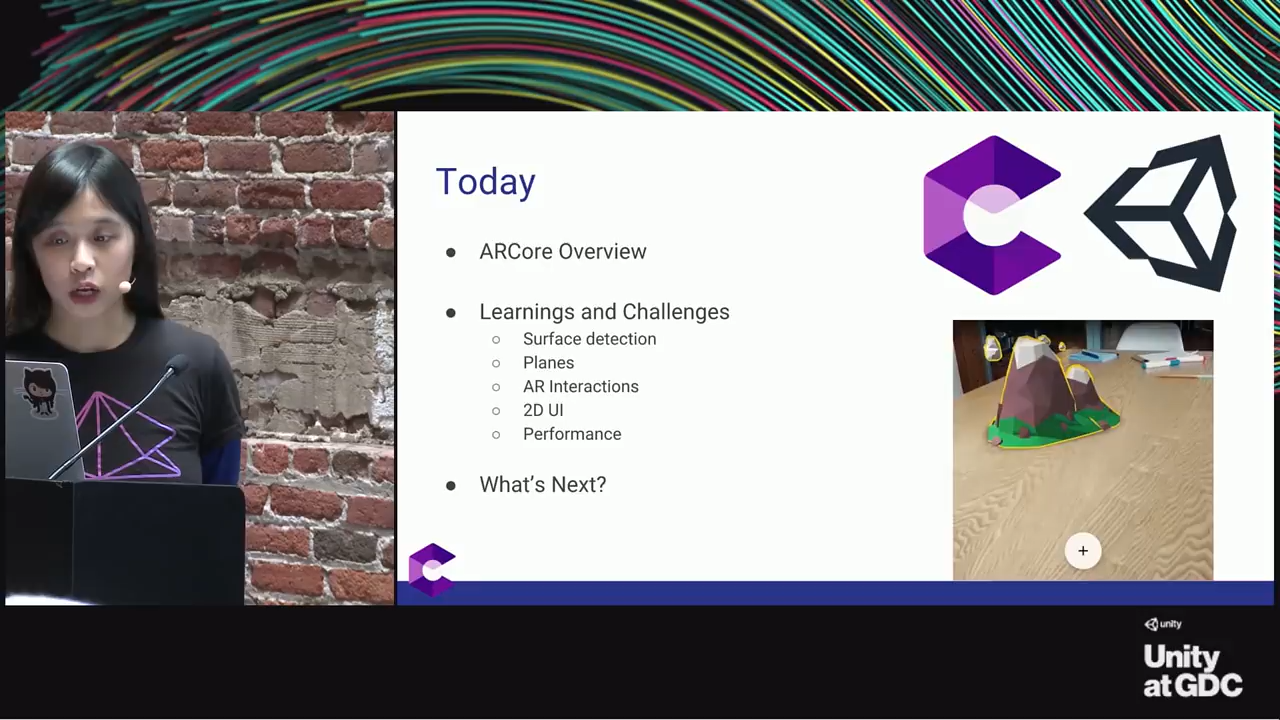 Today
ARCore Overview
Learnings and Challenges
Surface detection
Planes
AR Interactions
2D UI
Performance
What's Next?
+
unity
Unity
at GDC